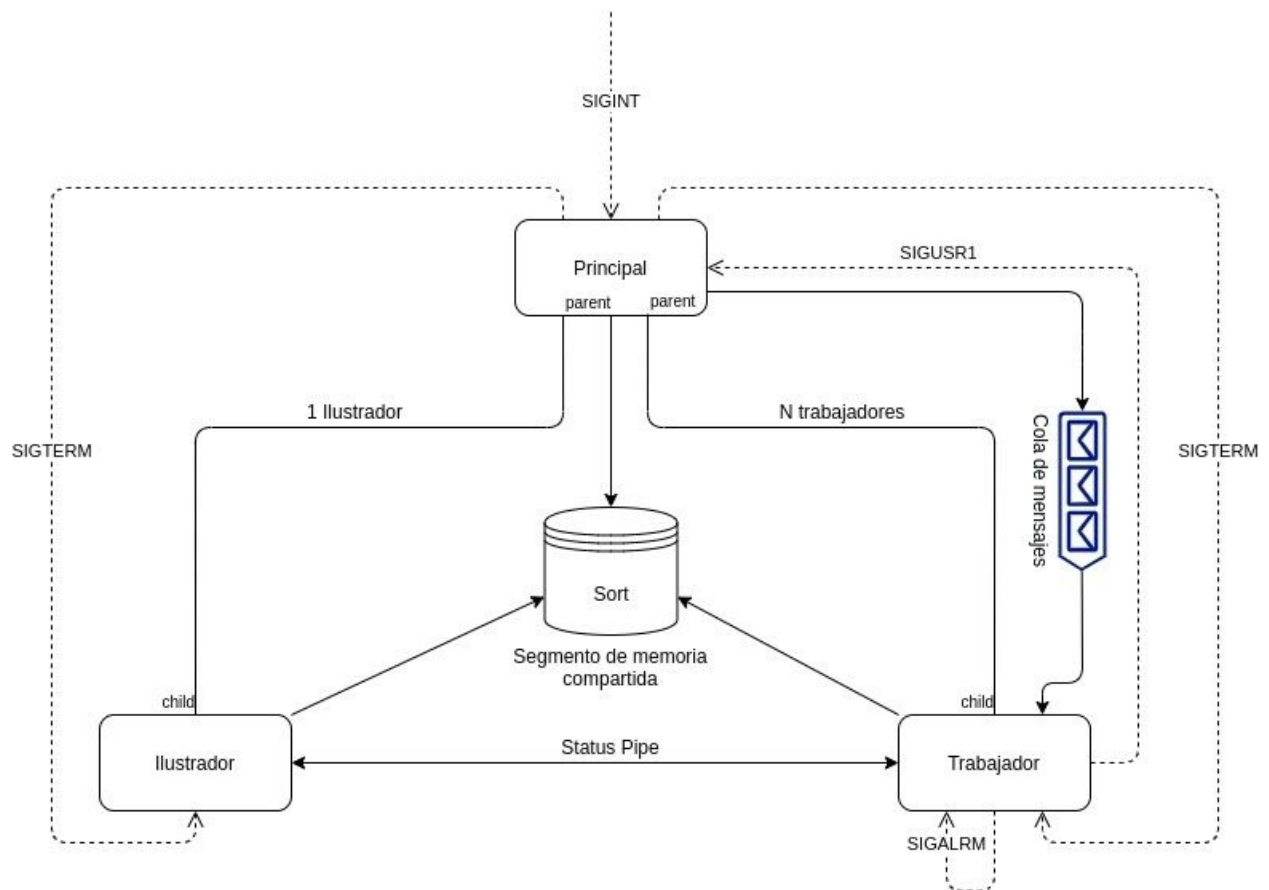 SIGINT
Principal
SIGUSR1
parent
parent
1 Ilustrador
N trabajadores
Cola de mensajes
SIGTERM
SIGTERM
Sort
Segmento de memoria
compartida
child
child
Ilustrador
Status Pipe
Trabajador
SIGALRM